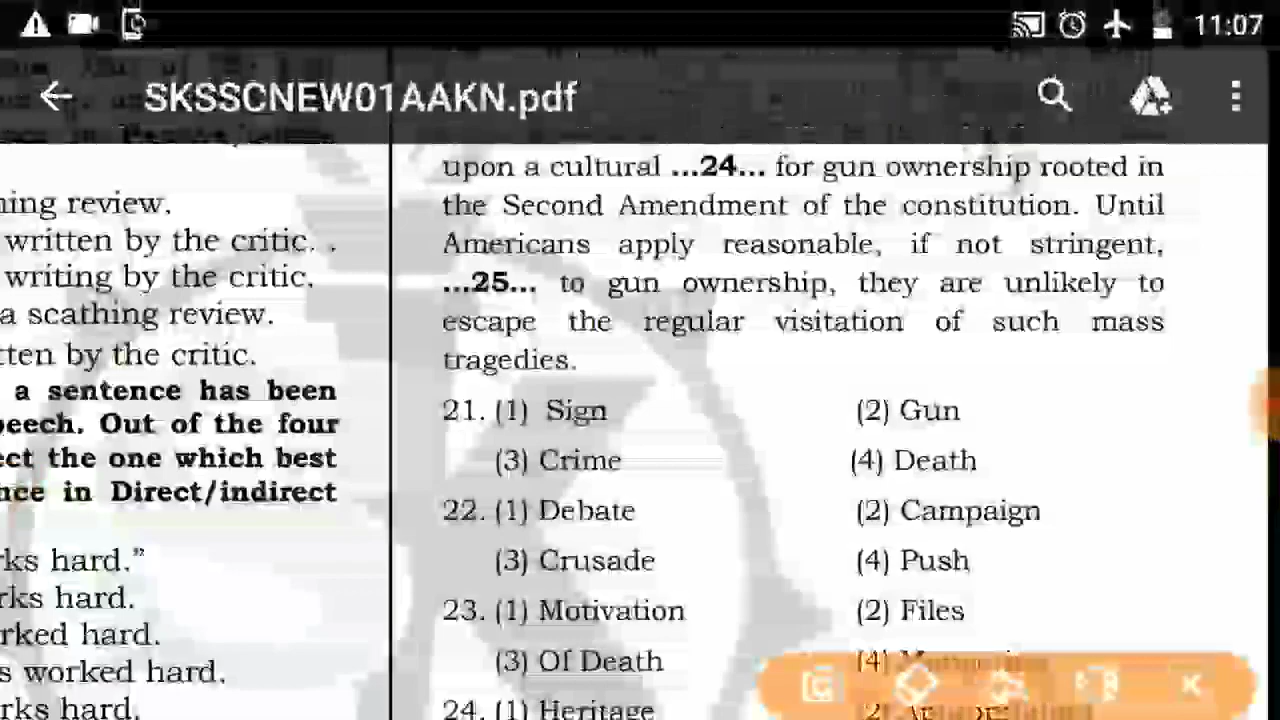 11:07
SKSSCNEW01AAKN.pdf
ning review.
written by the critic. .
writing by the critic.
a scathing review.
tten by the critic.
a sentence has been
peech. Out of the four
ect the one which best
nce in Direct/indirect
rks hard.”
rks hard.
rked hard.
s worked hard.
rks hard.
upon a cultural ...24... for gun ownership rooted in
the Second Amendment of the constitution. Until
Americans apply reasonable, if not stringent,
...25... to gun ownership, they are unlikely to
escape the regular visitation of such mass
tragedies.
21. (1) Sign (2) Gun
(3) Crime (4) Death
22. (1) Debate (2) Campaign
(3) Crusade (4) Push
23. (1) Motivation (2) Files
(3) Of Death (4)
24. (1) Heritage (2)